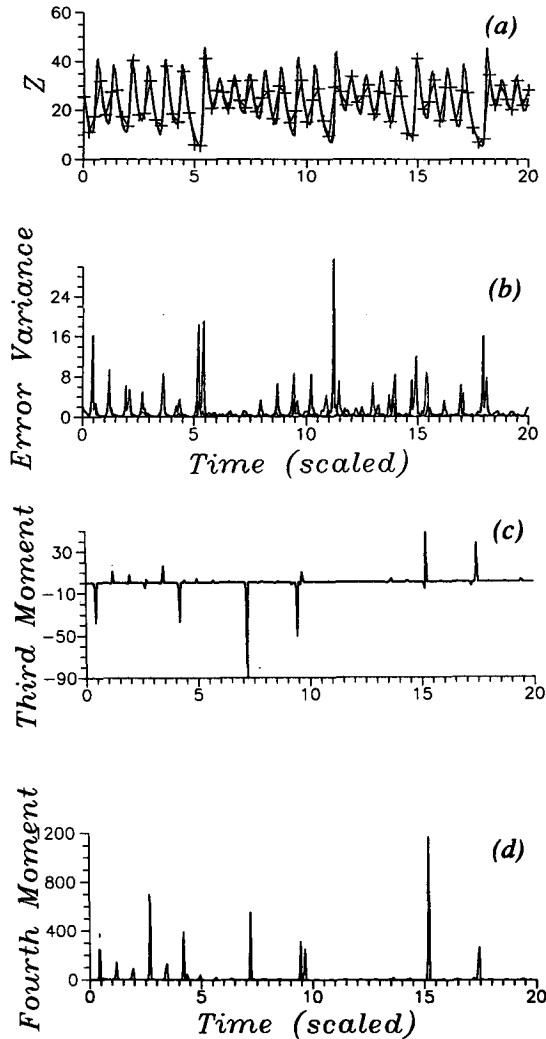 (a)
Z
60
40
20
0
0 5 10 15 20
(b)
Error Variance
24
16
8
0
0 5 10 15 20
Time (scaled)
(c)
Third Moment
30
-10
-50
-90
0 5 10 15 20
(d)
Fourth Moment
200
800
400
0
0 5 10 15 20
Time (scaled)